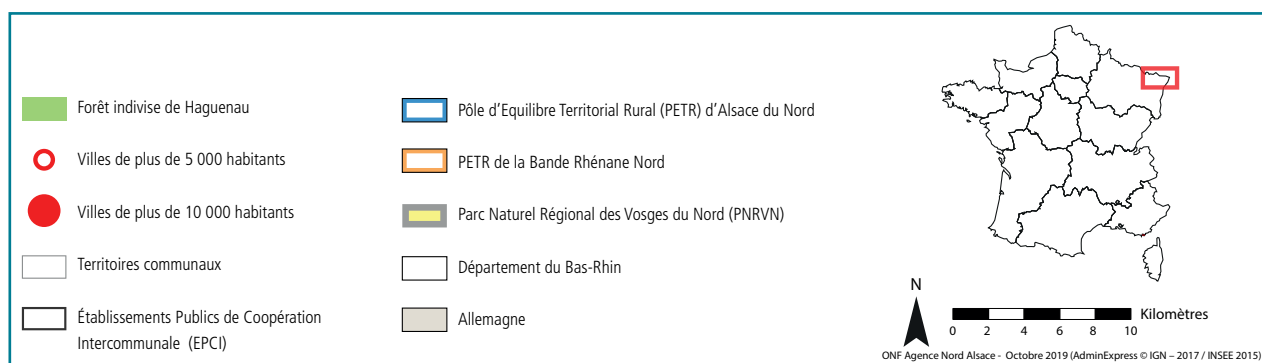 Forêt indivise de Haguenau
Villes de plus de 5 000 habitants
Villes de plus de 10 000 habitants
Territoires communaux
Établissements Publics de Coopération
Intercommunale (EPCI)
Pôle d'Equilibre Territorial Rural (PETR) d'Alsace du Nord
PETR de la Bande Rhénane Nord
Parc Naturel Régional des Vosges du Nord (PNRVN)
Département du Bas-Rhin
Allemagne
N
Kilomètres
0 2 4 6 8 10
ONF Agence Nord Alsace - Octobre 2019 (AdminExpress © IGN – 2017 / INSEE 2015)